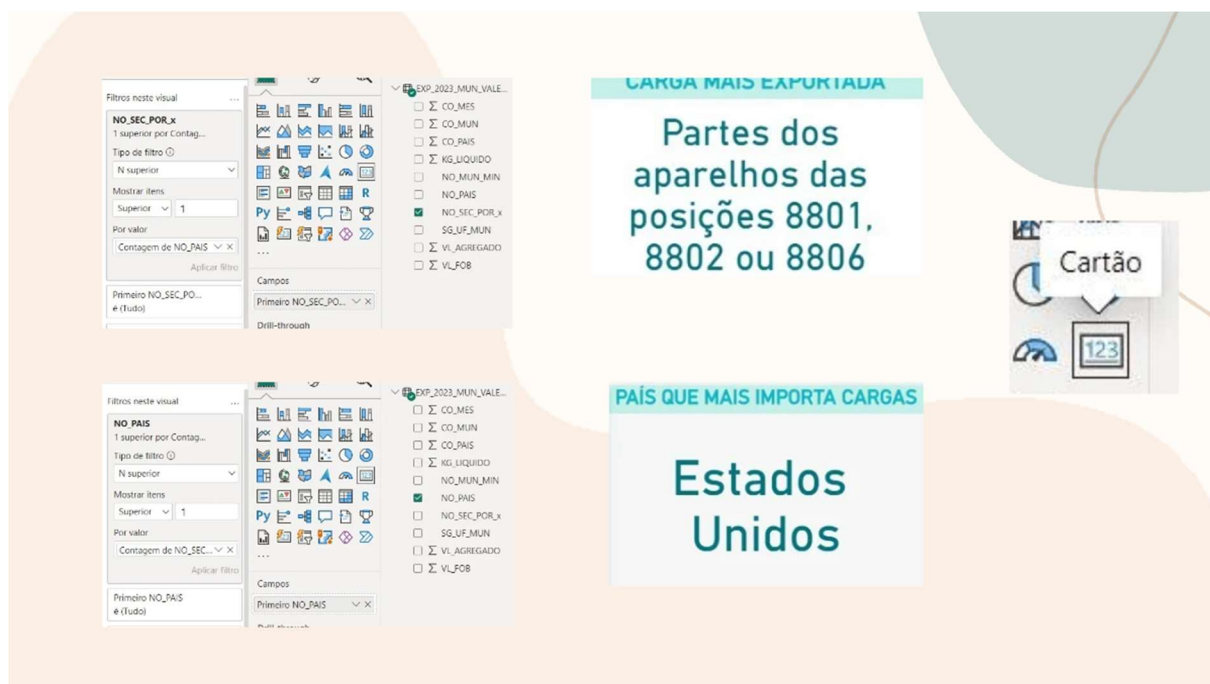 Filtros neste visual ...
NO_SEC_POR_x
1 superior por Contag...
Tipo de filtro
N superior
Mostrar itens
Superior 1
Por valor
Contagem de NO_PAIS
Aplicar filtro
Primeiro NO_SEC_PO...
é (Tudo)
R
Py
123
...
Campos
Primeiro NO_SEC_PO...
Drill-through
EXP_2023_MUN_VALE...
Σ CO_MES
Σ CO_MUN
Σ CO_PAIS
Σ KG_LIQUIDO
NO_MUN_MIN
NO_PAIS
NO_SEC_POR_x
SG_UF_MUN
Σ VL_AGREGADO
Σ VL_FOB
CARGA MAIS EXPORTADA
Partes dos
aparelhos das
posições 8801,
8802 ou 8806
Cartão
123
Filtros neste visual ...
NO_PAIS
1 superior por Contag...
Tipo de filtro
N superior
Mostrar itens
Superior 1
Por valor
Contagem de NO_SEC...
Aplicar filtro
Primeiro NO_PAIS
é (Tudo)
R
Py
123
...
Campos
Primeiro NO_PAIS
EXP_2023_MUN_VALE...
Σ CO_MES
Σ CO_MUN
Σ CO_PAIS
Σ KG_LIQUIDO
NO_MUN_MIN
NO_PAIS
NO_SEC_POR_x
SG_UF_MUN
Σ VL_AGREGADO
Σ VL_FOB
PAÍS QUE MAIS IMPORTA CARGAS
Estados
Unidos